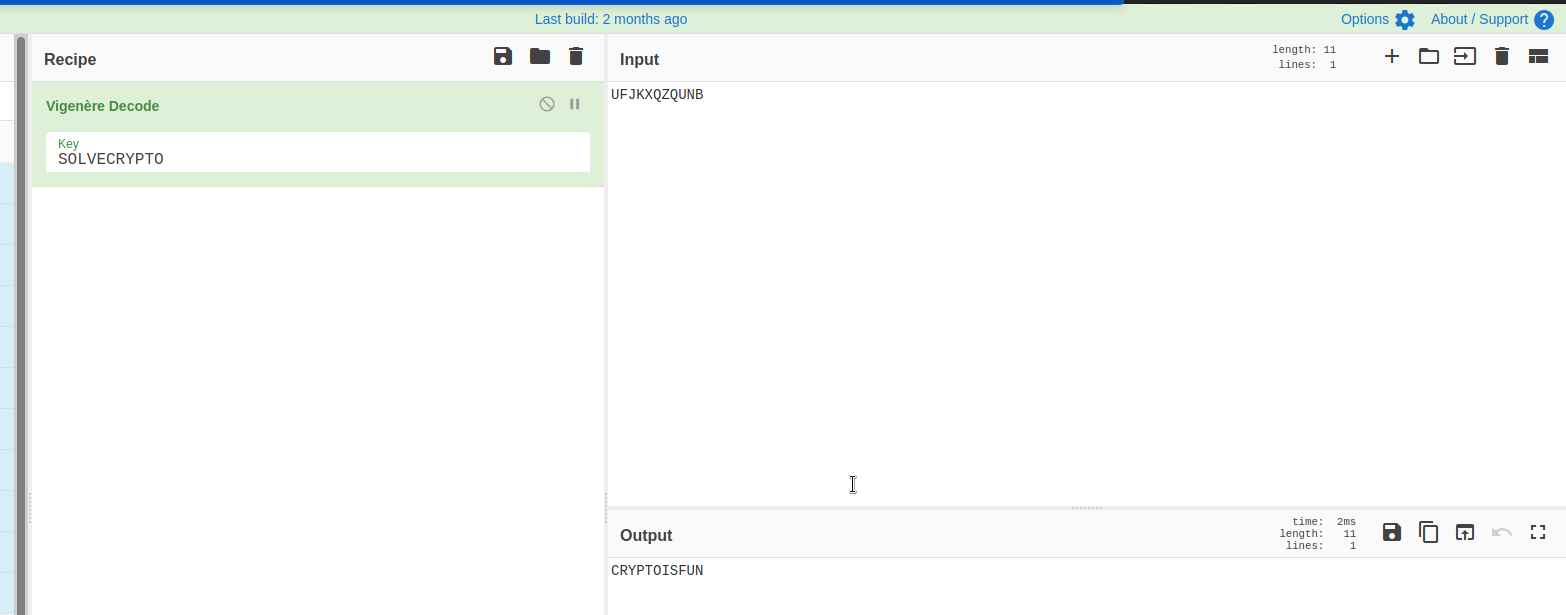 Last build: 2 months ago
Options
About / Support
Recipe
Vigenère Decode
Key
SOLVECRYPTO
Input
length: 11
lines: 1
UFJKXQZQUNB
Output
time: 2ms
length: 11
lines: 1
CRYPTOISFUN